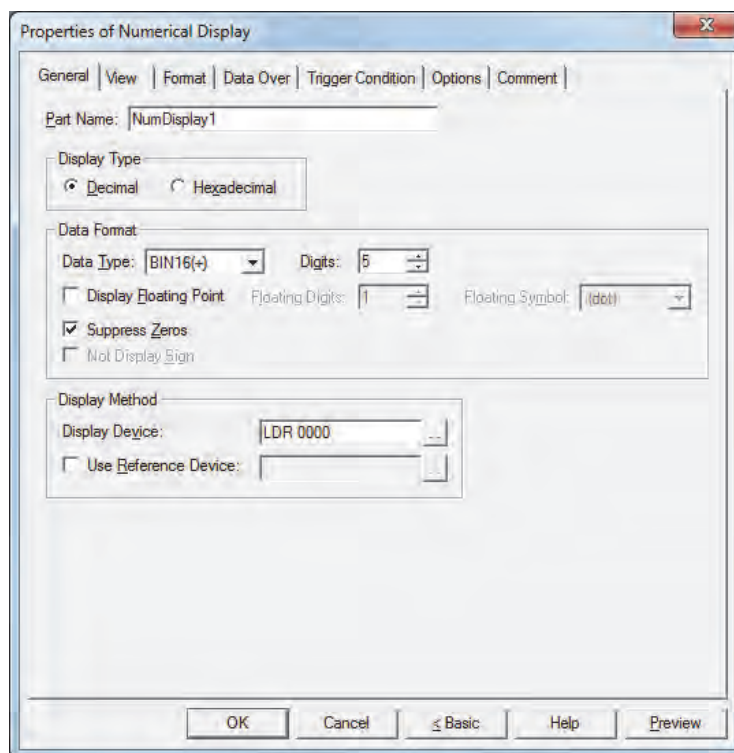 Properties of Numerical Display
General View Format Data Over Trigger Condition Options Comment
Part Name: NumDisplay1
Display Type
Decimal Hexadecimal
Data Format
Data Type: BIN16(+) Digits: 5
Display Floating Point Floating Digits: 1 Floating Symbol: .(dot)
Suppress Zeros
Not Display Sign
Display Method
Display Device: LDR 0000 ...
Use Reference Device: ...
OK Cancel < Basic Help Preview